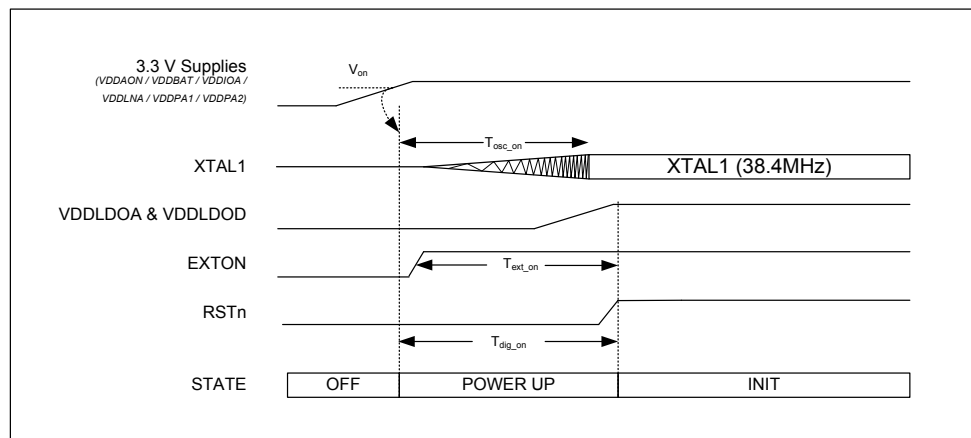 3.3 V Supplies
(VDDAON / VDDBAT / VDDIOA /
VDDLNA / VDDPA1 / VDDPA2)
Von
Tosc_on
XTAL1
XTAL1 (38.4MHz)
VDDLDOA & VDDLDOD
EXTON
Text_on
RSTn
Tdig_on
STATE
OFF
POWER UP
INIT